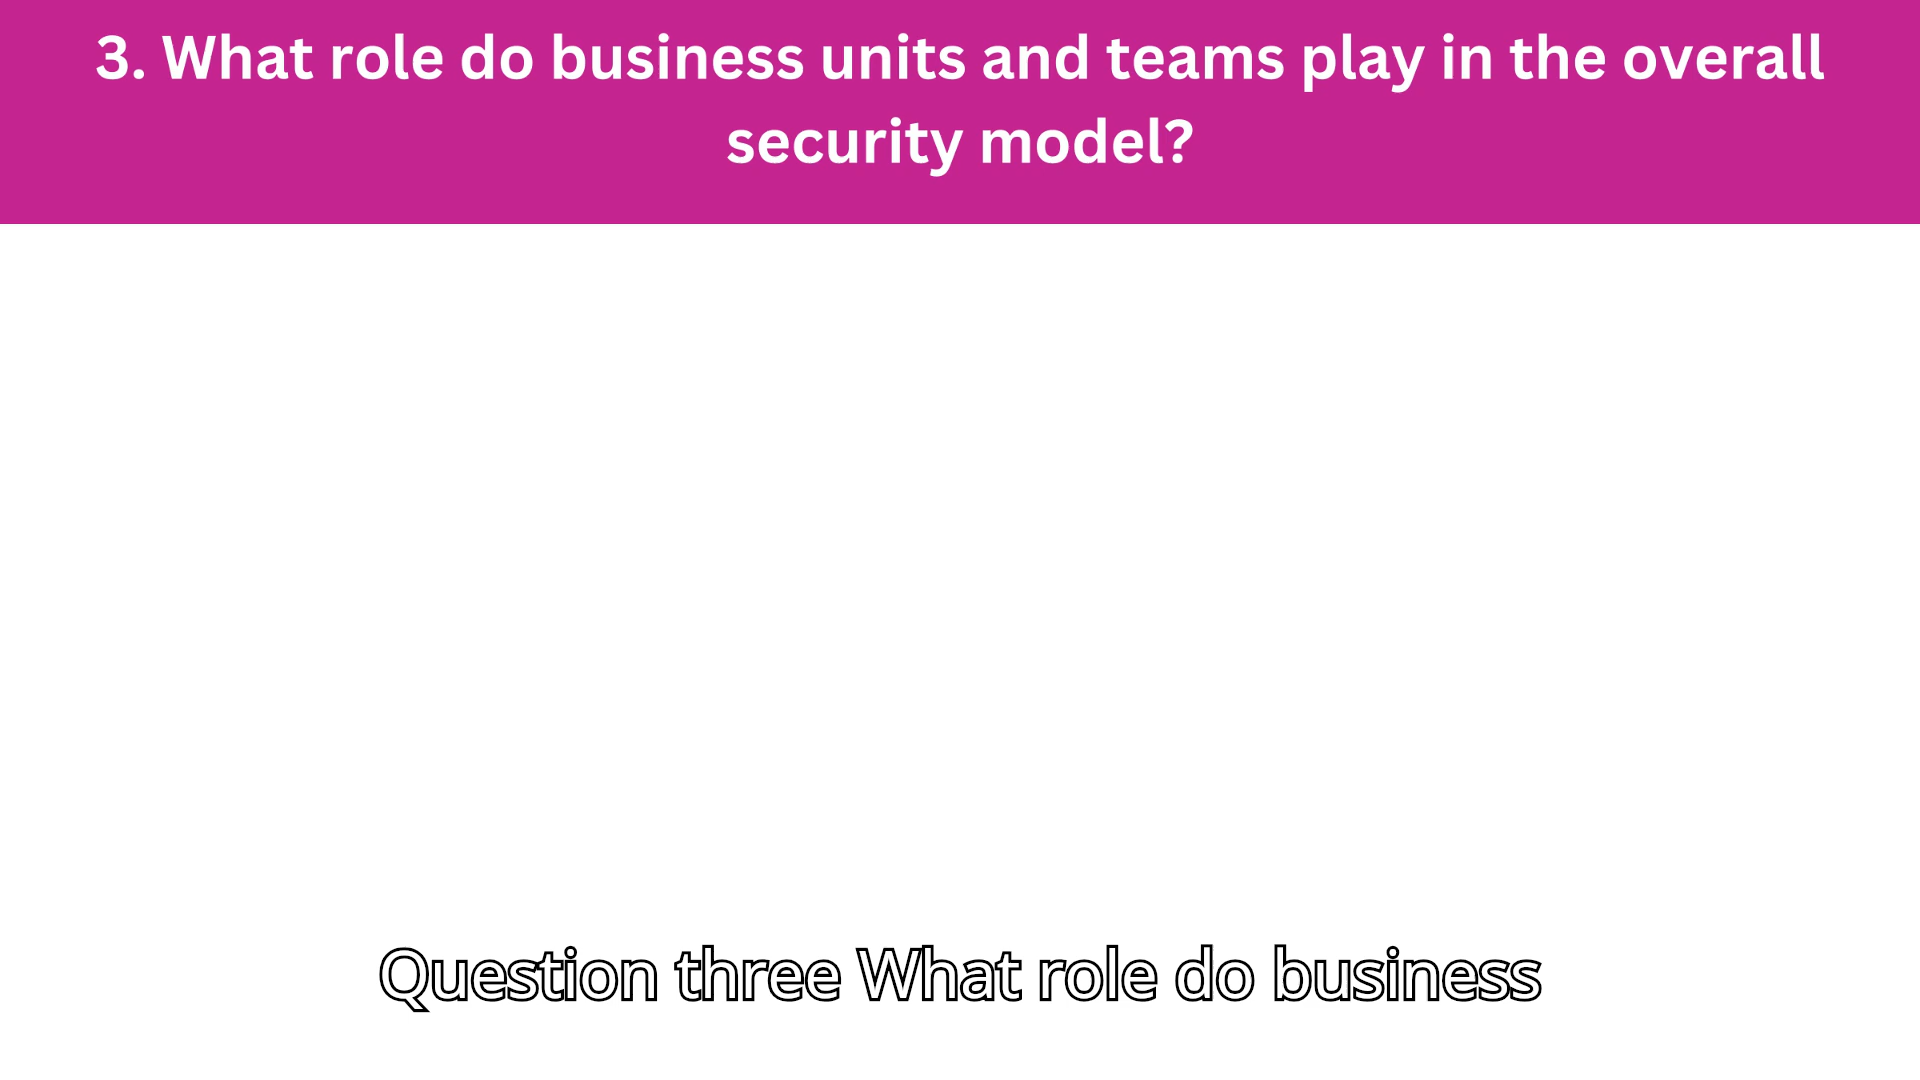 3. What role do business units and teams play in the overall
security model?
Question three What role do business